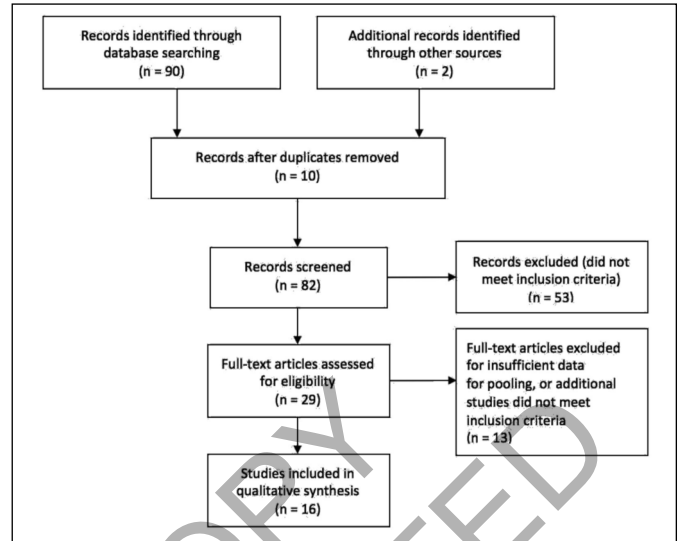 Records identified through
database searching
(n = 90)
Additional records identified
through other sources
(n = 2)
Records after duplicates removed
(n = 10)
Records screened
(n = 82)
Records excluded (did not
meet inclusion criteria)
(n = 53)
Full-text articles assessed
for eligibility
(n = 29)
Full-text articles excluded
for insufficient data
for pooling, or additional
studies did not meet
inclusion criteria
(n = 13)
Studies included in
qualitative synthesis
(n = 16)